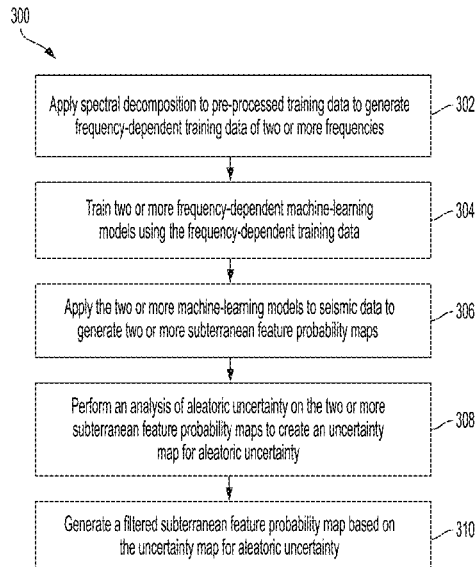 300
Apply spectral decomposition to pre-processed training data to generate
frequency-dependent training data of two or more frequencies
302
Train two or more frequency-dependent machine-learning
models using the frequency-dependent training data
304
Apply the two or more machine-learning models to seismic data to
generate two or more subterranean feature probability maps
306
Perform an analysis of aleatoric uncertainty on the two or more
subterranean feature probability maps to create an uncertainty
map for aleatoric uncertainty
308
Generate a filtered subterranean feature probability map based on
the uncertainty map for aleatoric uncertainty
310